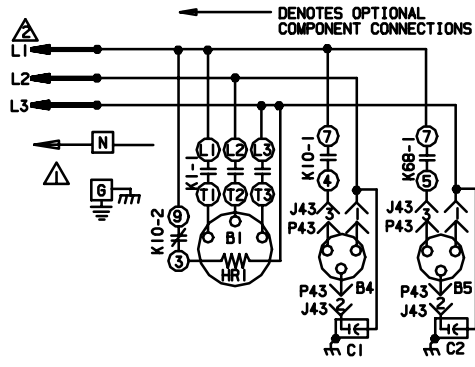 DENOTES OPTIONAL
COMPONENT CONNECTIONS
2
L1
L2
L3
N
1
G
L1 L2 L3
K1-1
T1 T2 T3
7
K10-1
4
7
K68-1
5
9
K10-2
3
B1
HR1
J43 3 1
P43
J43 3 1
P43
B4
P43
J43 2
C1
B5
P43
J43 2
C2